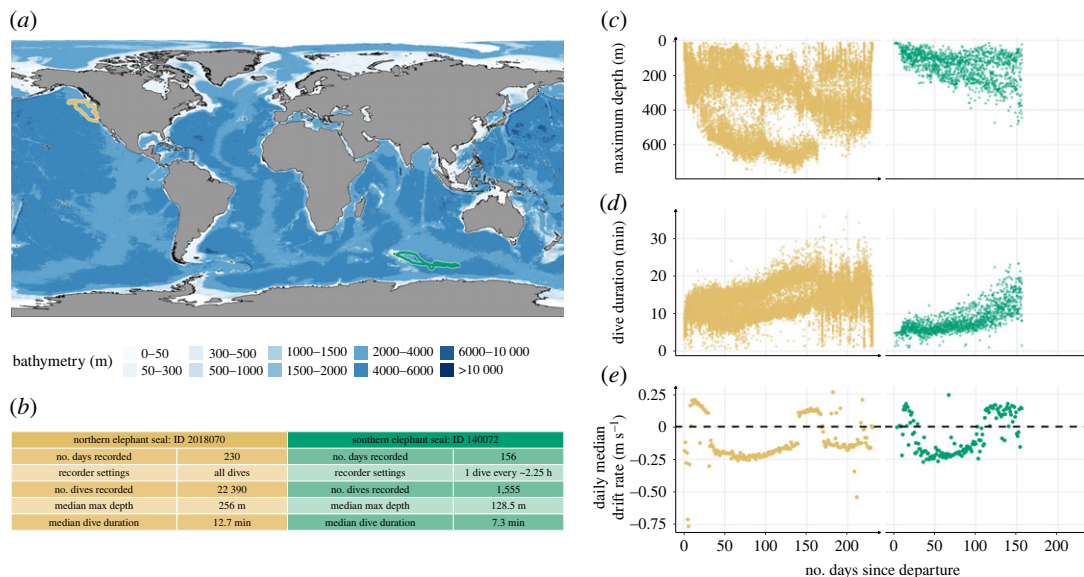 (a)
bathymetry (m)
0–50
300–500
1000–1500
2000–4000
6000–10 000
50–300
500–1000
1500–2000
4000–6000
>10 000
(b)
northern elephant seal: ID 2018070 southern elephant seal: ID 140072
no. days recorded 230 no. days recorded 156
recorder settings all dives recorder settings 1 dive every ~2.25 h
no. dives recorded 22 390 no. dives recorded 1,555
median max depth 256 m median max depth 128.5 m
median dive duration 12.7 min median dive duration 7.3 min
(c)
maximum depth (m)
0
200
400
600
(d)
dive duration (min)
30
20
10
0
(e)
daily median
drift rate (m s⁻¹)
0.25
0
−0.25
−0.50
−0.75
0 50 100 150 200 0 50 100 150 200
no. days since departure